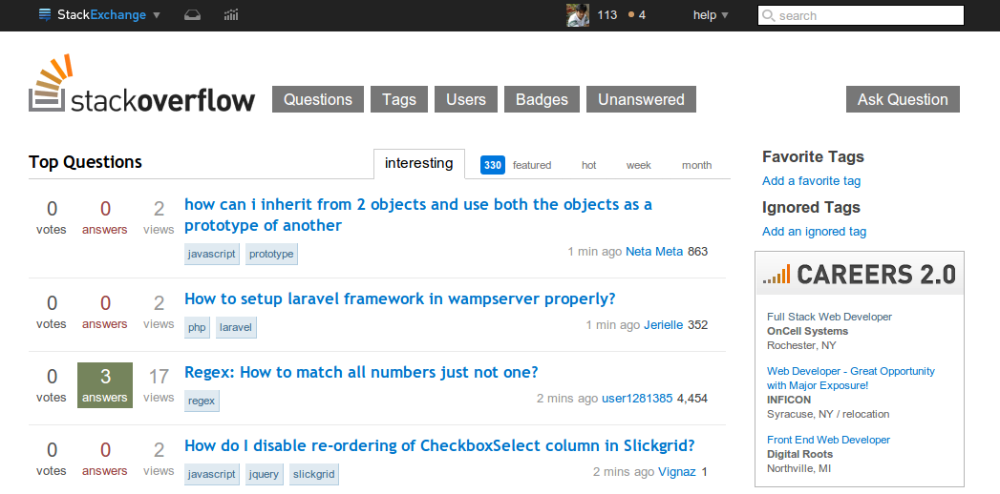 StackExchange 113 4 help search
stackoverflow Questions Tags Users Badges Unanswered Ask Question
Top Questions interesting 330 featured hot week month
0 votes 0 answers 2 views
how can i inherit from 2 objects and use both the objects as a
prototype of another
javascript prototype 1 min ago Neta Meta 863
0 votes 0 answers 2 views
How to setup laravel framework in wampserver properly?
php laravel 1 min ago Jerielle 352
0 votes 3 answers 17 views
Regex: How to match all numbers just not one?
regex 2 mins ago user1281385 4,454
0 votes 0 answers 2 views
How do I disable re-ordering of CheckboxSelect column in Slickgrid?
javascript jquery slickgrid 2 mins ago Vignaz 1
Favorite Tags
Add a favorite tag
Ignored Tags
Add an ignored tag
CAREERS 2.0
Full Stack Web Developer
OnCell Systems
Rochester, NY
Web Developer - Great Opportunity
with Major Exposure!
INFICON
Syracuse, NY / relocation
Front End Web Developer
Digital Roots
Northville, MI